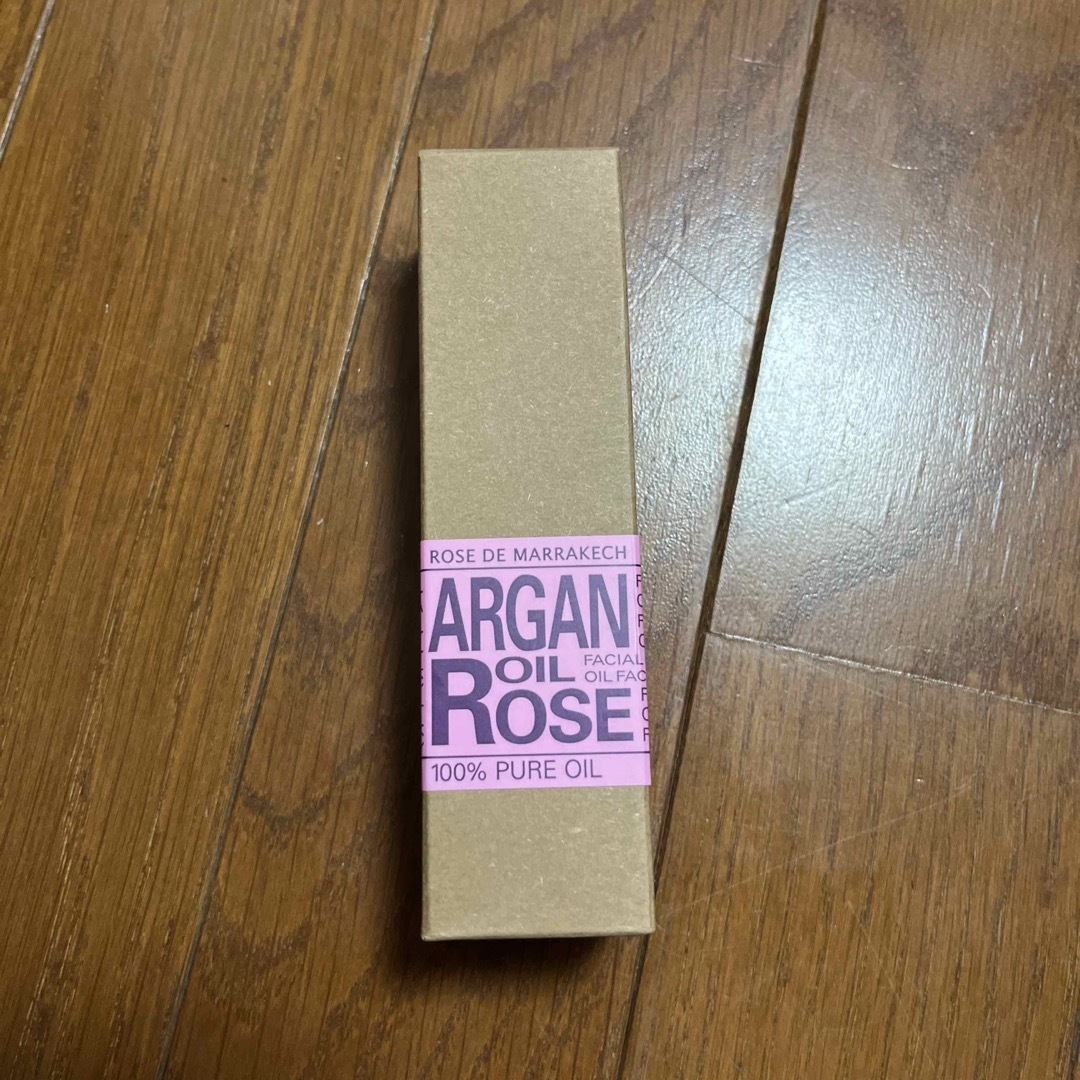 ROSE DE MARRAKECH
ARGAN
OIL
FACIAL
OIL FAC
ROSE
100% PURE OIL